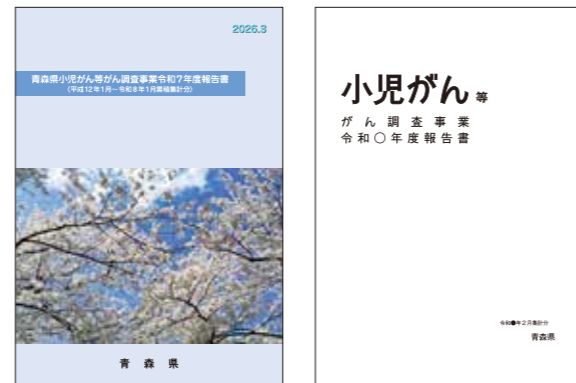 2026.3
青森県小児がん等がん調査事業令和7年度報告書
(平成12年1月~令和8年1月累積集計分)
青森県
小児がん等
がん調査事業
令和○年度報告書
令和●年2月集計分
青森県